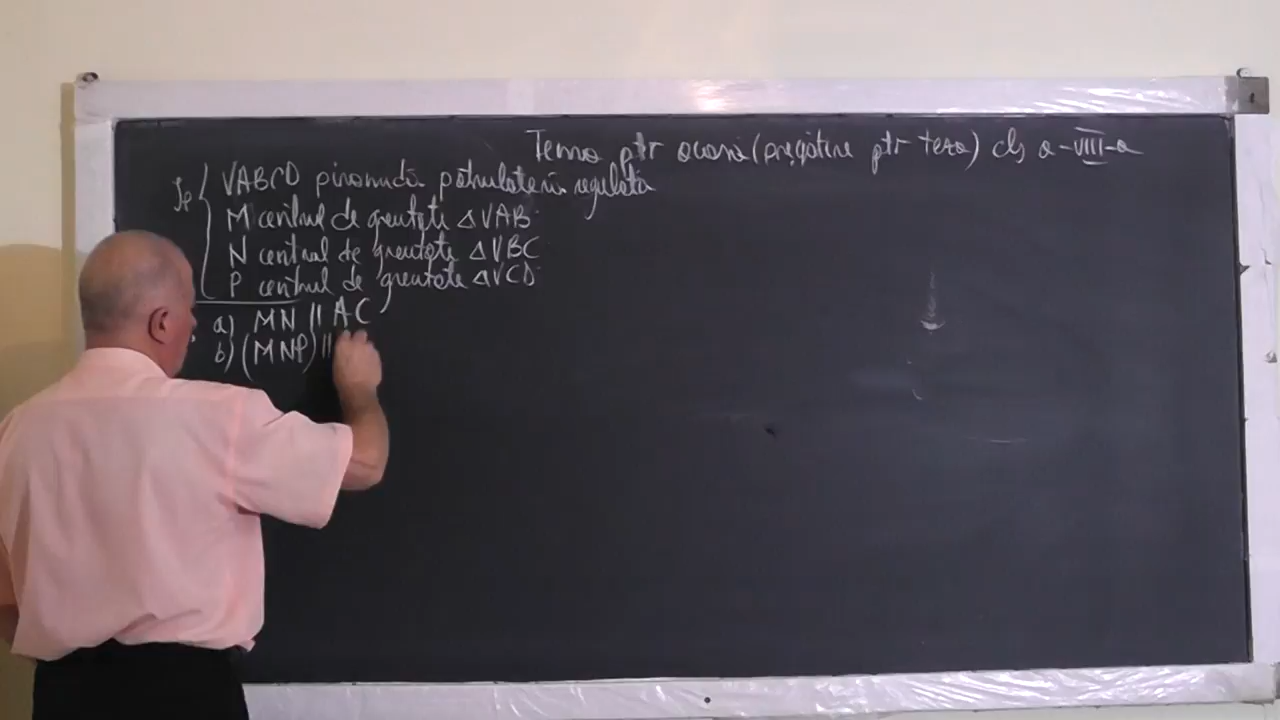 Tema ptr acasă (pregătire ptr teza) cls a-VIII-a
Ip
VABCD piramidă patrulateră regulată
M centrul de greutate △VAB
N centrul de greutate △VBC
P centrul de greutate △VCD
a) MN || AC
b) (MNP) ||